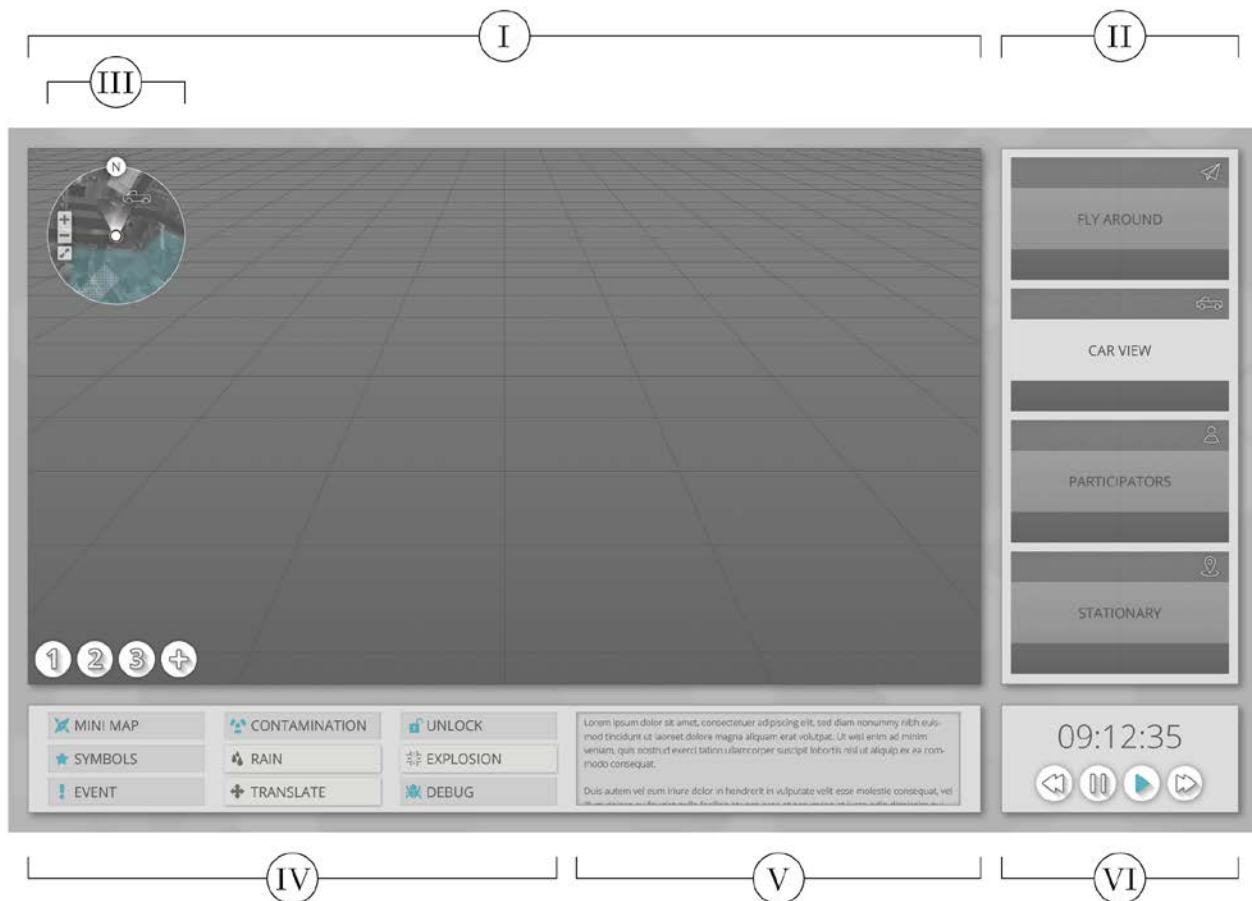 I
II
III
N
FLY AROUND
CAR VIEW
PARTICIPATORS
STATIONARY
1 2 3 +
MINI MAP
CONTAMINATION
UNLOCK
SYMBOLS
RAIN
EXPLOSION
EVENT
TRANSLATE
DEBUG
Lorem ipsum dolor sit amet, consectetuer adipiscing elit, sed diam nonummy nibh euis-
mod tincidunt ut laoreet dolore magna aliquam erat volutpat. Ut wisi enim ad minim
veniam, quis nostrud exerci tation ullamcorper suscipit lobortis nisl ut aliquip ex ea com-
modo consequat.
Duis autem vel eum iriure dolor in hendrerit in vulputate velit esse molestie consequat, vel
09:12:35
IV
V
VI